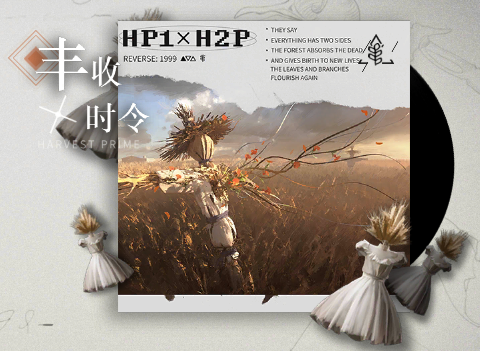 丰收
时令
HARVEST PRIME
HP1×H2P
REVERSE: 1999
THEY SAY
EVERYTHING HAS TWO SIDES
THE FOREST ABSORBS THE DEAD
AND GIVES BIRTH TO NEW LIVES
THE LEAVES AND BRANCHES
FLOURISH AGAIN